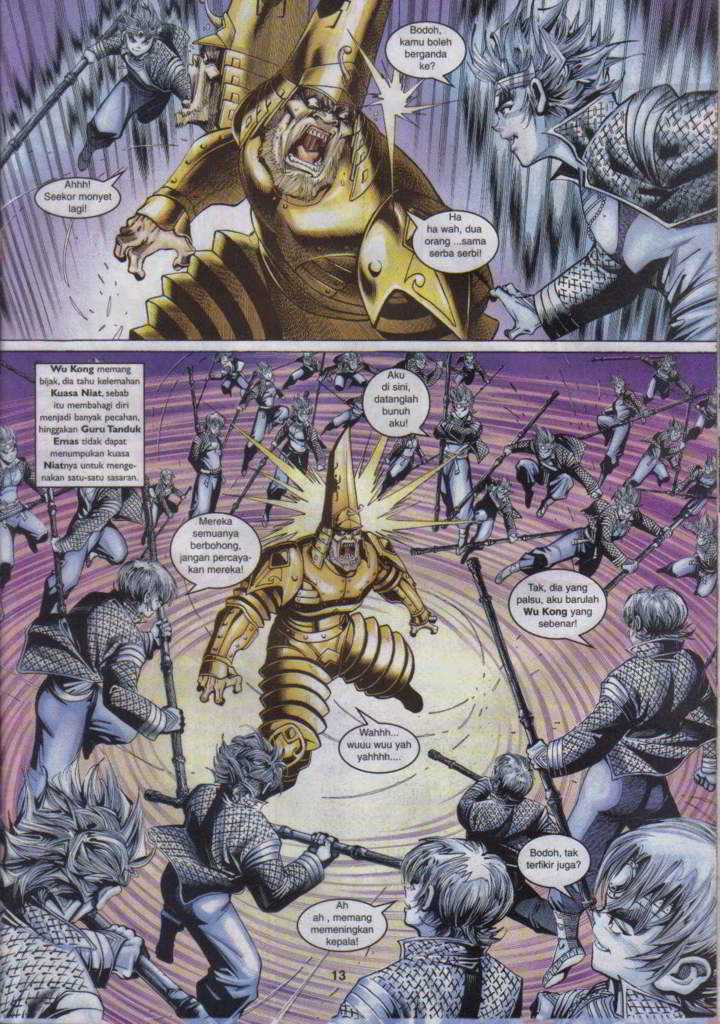 Bodoh,
kamu boleh
berganda
ke?
Ahhh!
Seekor monyet
lagi!
Ha
ha wah, dua
orang ...sama
serba serbi!
Wu Kong memang
bijak, dia tahu kelemahan
Kuasa Niat, sebab
itu membahagi diri
menjadi banyak pecahan,
hinggakan Guru Tanduk
Emas tidak dapat
menumpukan kuasa
Niatnya untuk menge-
nakan satu-satu sasaran.
Aku
di sini,
datanglah
bunuh
aku!
Mereka
semuanya
berbohong,
jangan percaya-
kan mereka!
Tak, dia yang
palsu, aku barulah
Wu Kong yang
sebenar!
Wahhh...
wuuu wuu yah
yahhh....
Bodoh, tak
terfikir juga?
Ah
ah , memang
memeningkan
kepala!
13